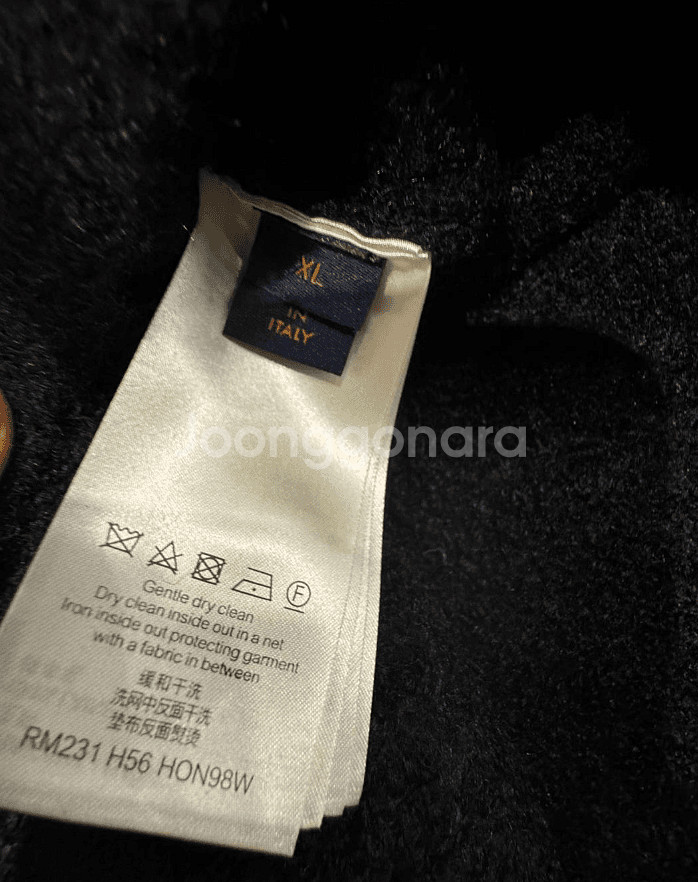 XL
IN
ITALY
joonggonara
F
Gentle dry clean
Dry clean inside out in a net
Iron inside out protecting garment
with a fabric in between
缓和干洗
洗网中反面干洗
垫布反面熨烫
RM231 H56 HON98W